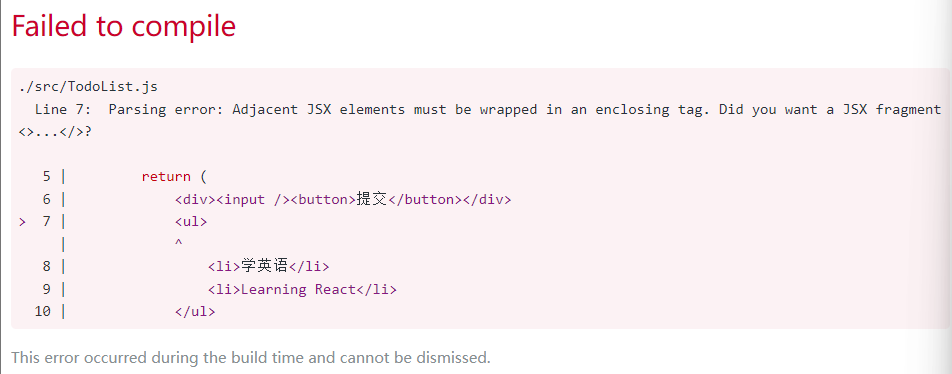 Failed to compile
./src/TodoList.js
  Line 7:  Parsing error: Adjacent JSX elements must be wrapped in an enclosing tag. Did you want a JSX fragment
<>...</>?
   5 |         return (
   6 |             <div><input /><button>提交</button></div>
>  7 |             <ul>
     |             ^
   8 |                 <li>学英语</li>
   9 |                 <li>Learning React</li>
  10 |             </ul>
This error occurred during the build time and cannot be dismissed.